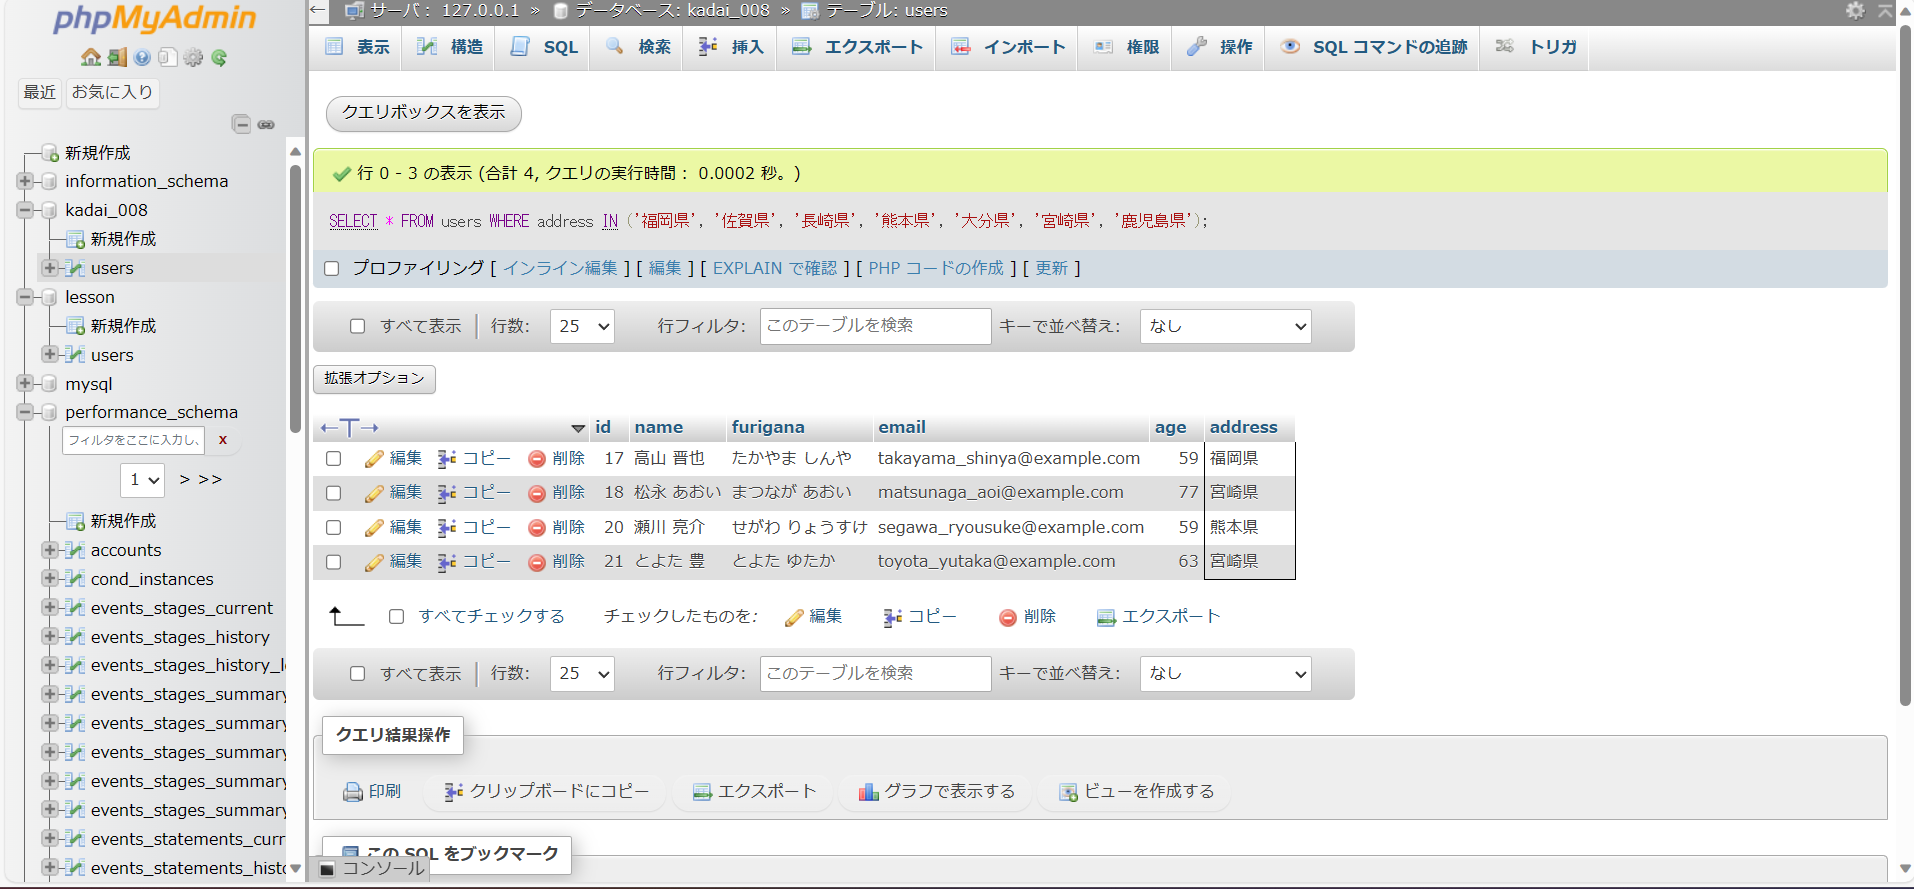 phpMyAdmin
最近 お気に入り
新規作成
information_schema
kadai_008
新規作成
users
lesson
新規作成
users
mysql
performance_schema
フィルタをここに入力し、 X
1 > >>
新規作成
accounts
cond_instances
events_stages_current
events_stages_history
events_stages_history_l
events_stages_summary
events_stages_summary
events_stages_summary
events_stages_summary
events_stages_summary
events_statements_curr
events_statements_histo
サーバ: 127.0.0.1 » データベース: kadai_008 » テーブル: users
表示 構造 SQL 検索 挿入 エクスポート インポート 権限 操作 SQL コマンドの追跡 トリガ
クエリボックスを表示
行 0 - 3 の表示 (合計 4, クエリの実行時間: 0.0002 秒。)
SELECT * FROM users WHERE address IN ('福岡県', '佐賀県', '長崎県', '熊本県', '大分県', '宮崎県', '鹿児島県');
プロファイリング [ インライン編集 ] [ 編集 ] [ EXPLAIN で確認 ] [ PHP コードの作成 ] [ 更新 ]
すべて表示 行数: 25 行フィルタ: このテーブルを検索 キーで並べ替え: なし
拡張オプション
←T→ id name furigana email age address
編集 コピー 削除 17 高山 晋也 たかやま しんや takayama_shinya@example.com 59 福岡県
編集 コピー 削除 18 松永 あおい まつなが あおい matsunaga_aoi@example.com 77 宮崎県
編集 コピー 削除 20 瀬川 亮介 せがわ りょうすけ segawa_ryousuke@example.com 59 熊本県
編集 コピー 削除 21 とよた 豊 とよた ゆたか toyota_yutaka@example.com 63 宮崎県
すべてチェックする チェックしたものを: 編集 コピー 削除 エクスポート
すべて表示 行数: 25 行フィルタ: このテーブルを検索 キーで並べ替え: なし
クエリ結果操作
印刷 クリップボードにコピー エクスポート グラフで表示する ビューを作成する
この SQL をブックマーク
コンソール